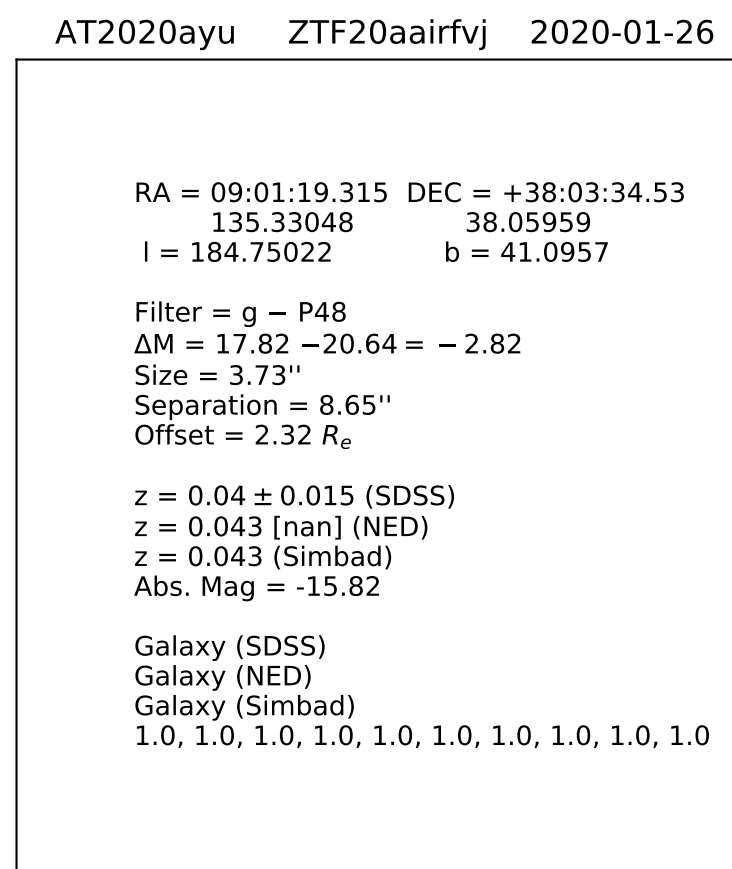 AT2020ayu ZTF20aairfvj 2020-01-26
RA = 09:01:19.315 DEC = +38:03:34.53
135.33048 38.05959
l = 184.75022 b = 41.0957
Filter = g − P48
ΔM = 17.82 −20.64 = − 2.82
Size = 3.73''
Separation = 8.65''
Offset = 2.32 Rₑ
z = 0.04 ± 0.015 (SDSS)
z = 0.043 [nan] (NED)
z = 0.043 (Simbad)
Abs. Mag = -15.82
Galaxy (SDSS)
Galaxy (NED)
Galaxy (Simbad)
1.0, 1.0, 1.0, 1.0, 1.0, 1.0, 1.0, 1.0, 1.0, 1.0